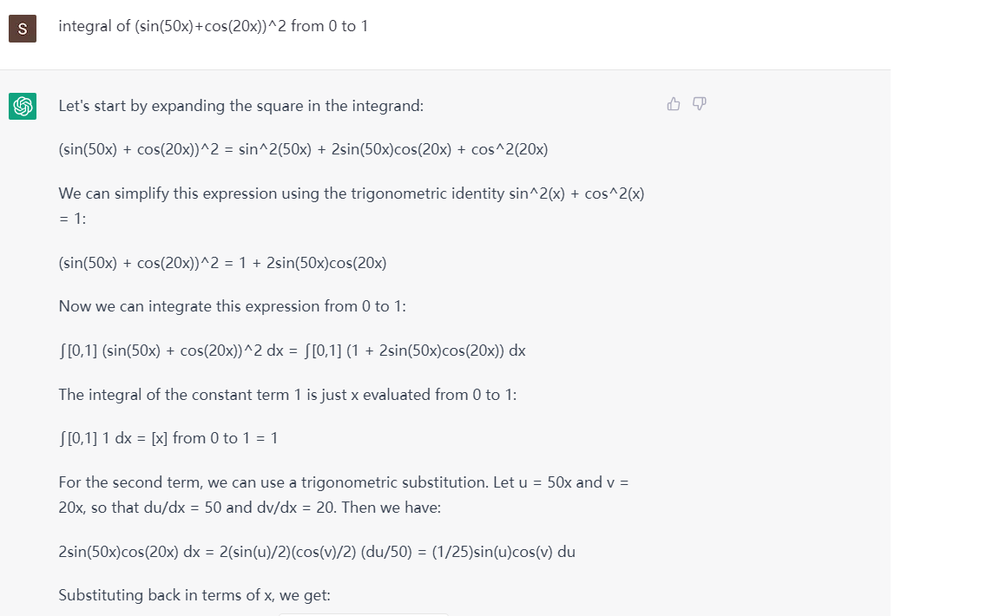 S
integral of (sin(50x)+cos(20x))^2 from 0 to 1
Let's start by expanding the square in the integrand:
(sin(50x) + cos(20x))^2 = sin^2(50x) + 2sin(50x)cos(20x) + cos^2(20x)
We can simplify this expression using the trigonometric identity sin^2(x) + cos^2(x)
= 1:
(sin(50x) + cos(20x))^2 = 1 + 2sin(50x)cos(20x)
Now we can integrate this expression from 0 to 1:
∫[0,1] (sin(50x) + cos(20x))^2 dx = ∫[0,1] (1 + 2sin(50x)cos(20x)) dx
The integral of the constant term 1 is just x evaluated from 0 to 1:
∫[0,1] 1 dx = [x] from 0 to 1 = 1
For the second term, we can use a trigonometric substitution. Let u = 50x and v =
20x, so that du/dx = 50 and dv/dx = 20. Then we have:
2sin(50x)cos(20x) dx = 2(sin(u)/2)(cos(v)/2) (du/50) = (1/25)sin(u)cos(v) du
Substituting back in terms of x, we get: